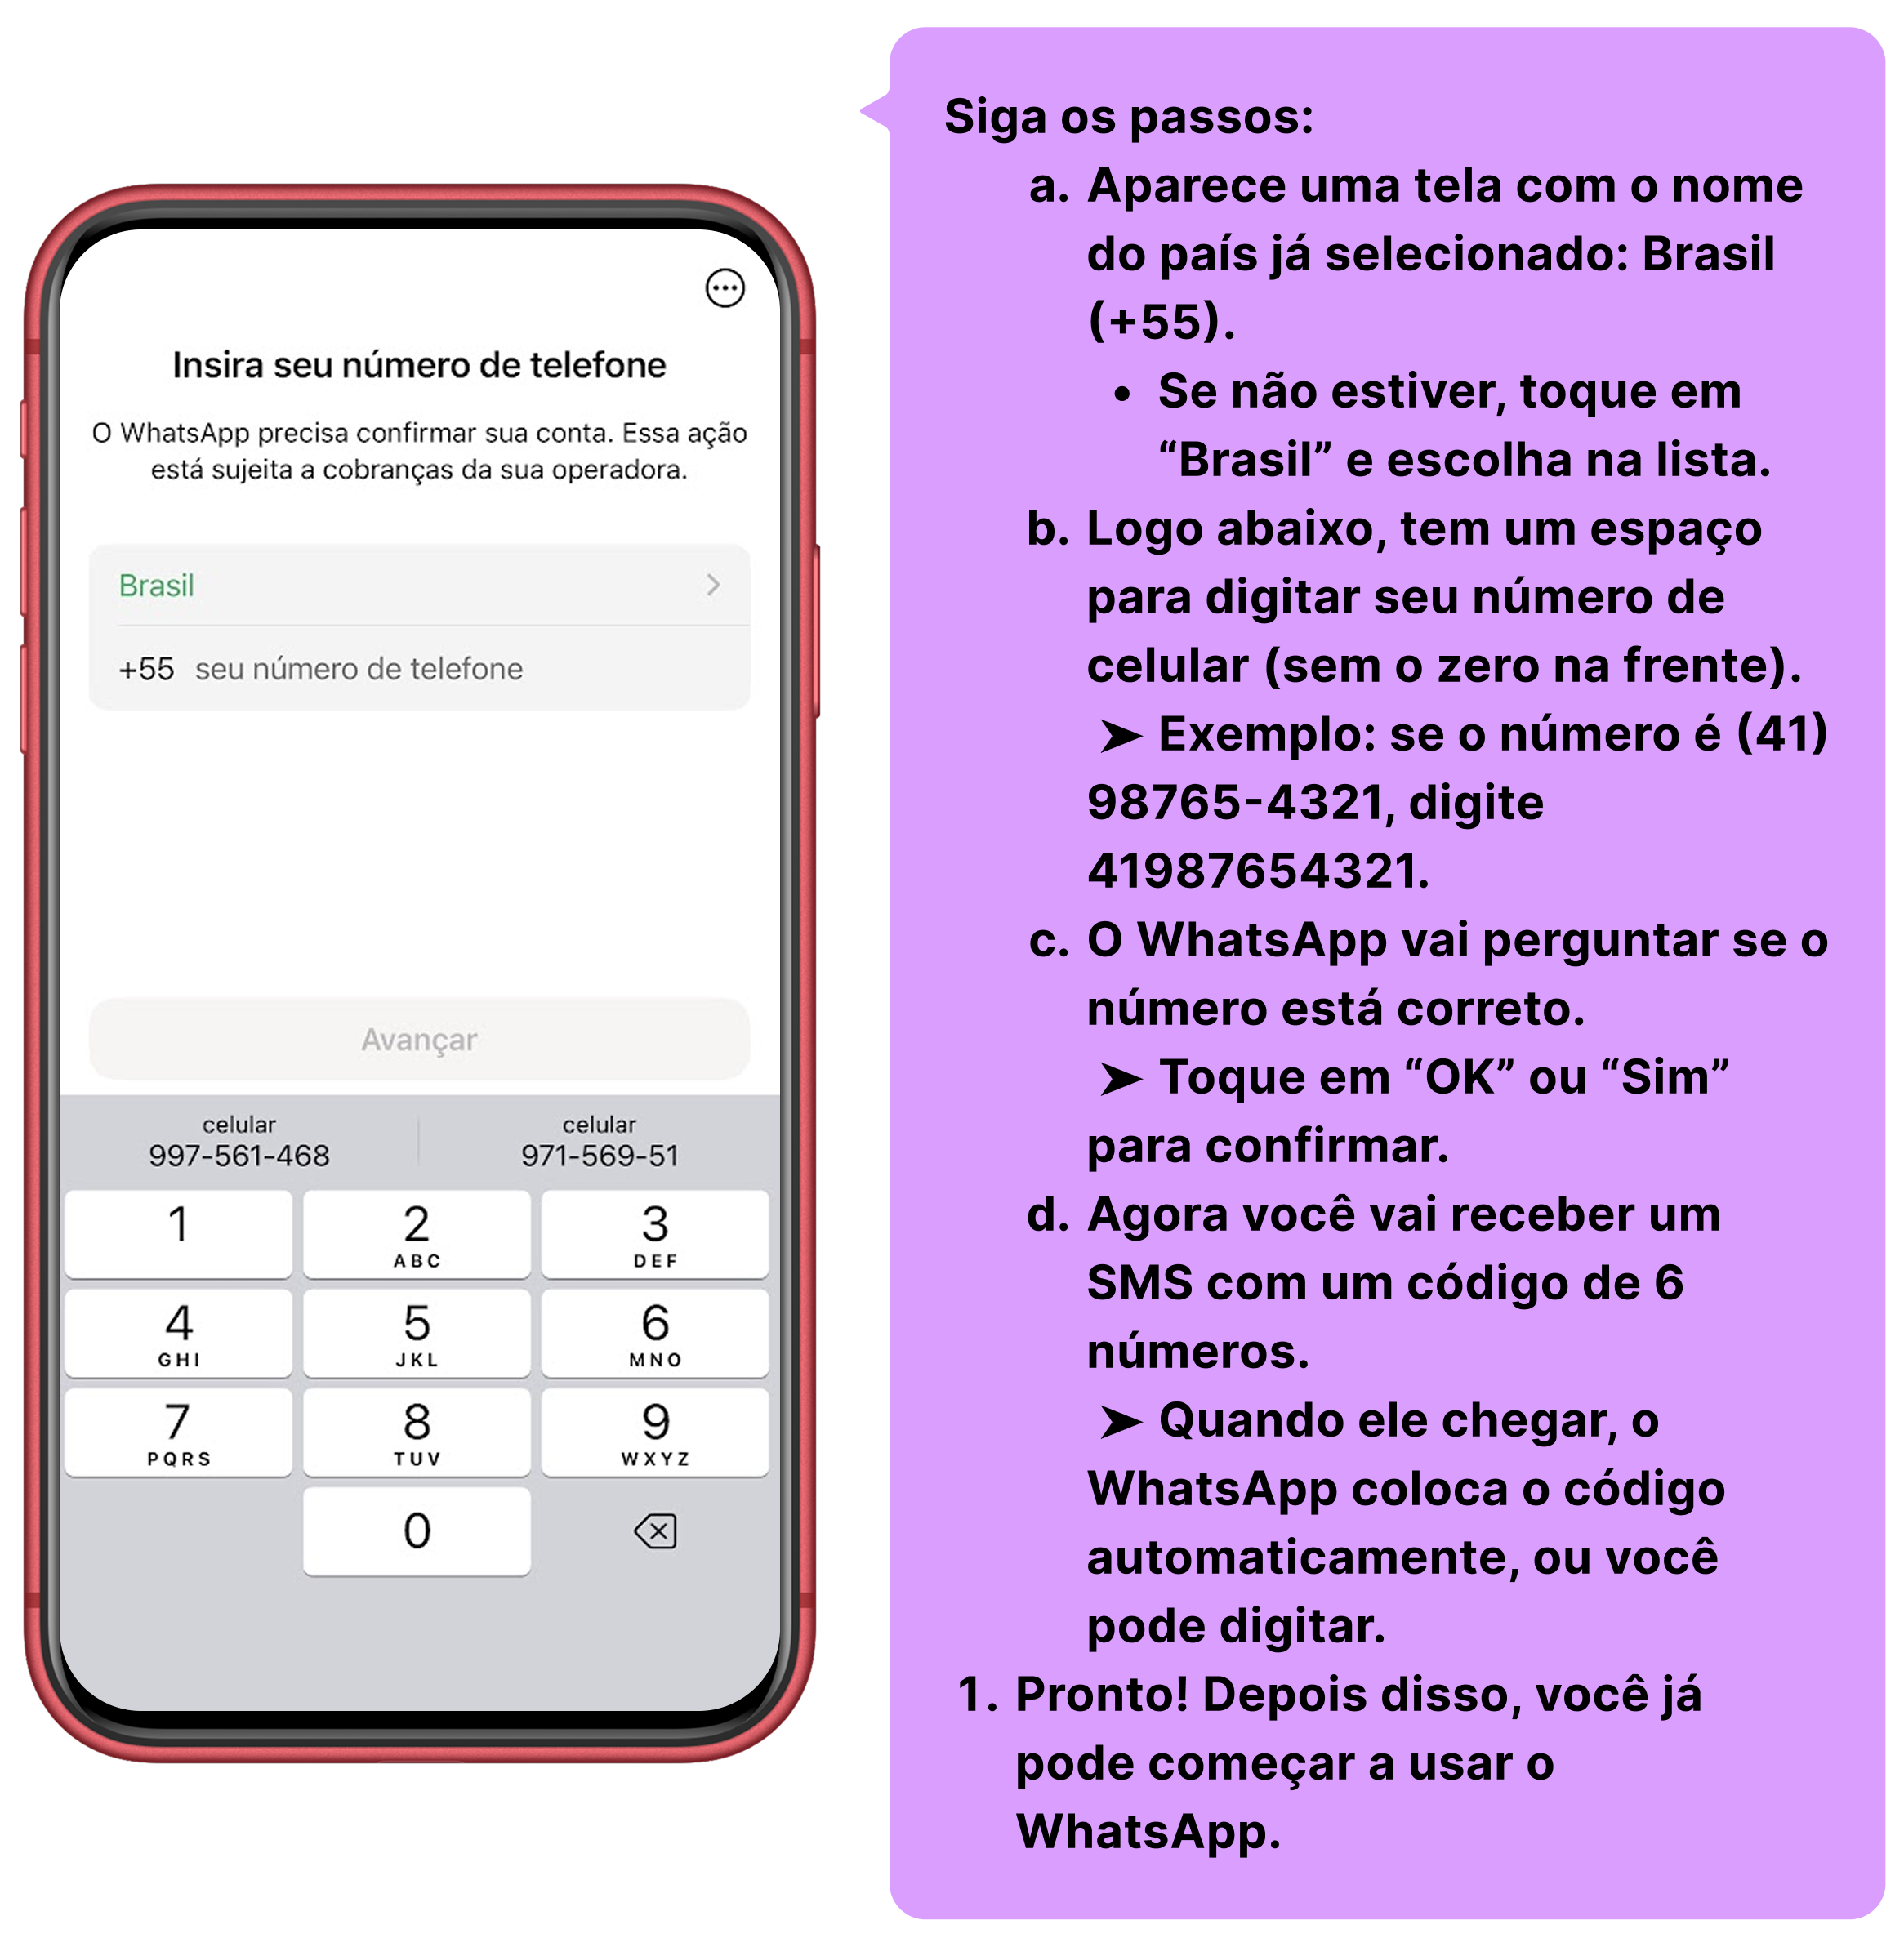 Insira seu número de telefone
O WhatsApp precisa confirmar sua conta. Essa ação
está sujeita a cobranças da sua operadora.
Brasil
+55 seu número de telefone
Avançar
celular
997-561-468
celular
971-569-51
1
2
ABC
3
DEF
4
GHI
5
JKL
6
MNO
7
PQRS
8
TUV
9
WXYZ
0
Siga os passos:
a. Aparece uma tela com o nome
do país já selecionado: Brasil
(+55).
• Se não estiver, toque em
“Brasil” e escolha na lista.
b. Logo abaixo, tem um espaço
para digitar seu número de
celular (sem o zero na frente).
➤ Exemplo: se o número é (41)
98765-4321, digite
41987654321.
c. O WhatsApp vai perguntar se o
número está correto.
➤ Toque em “OK” ou “Sim”
para confirmar.
d. Agora você vai receber um
SMS com um código de 6
números.
➤ Quando ele chegar, o
WhatsApp coloca o código
automaticamente, ou você
pode digitar.
1. Pronto! Depois disso, você já
pode começar a usar o
WhatsApp.